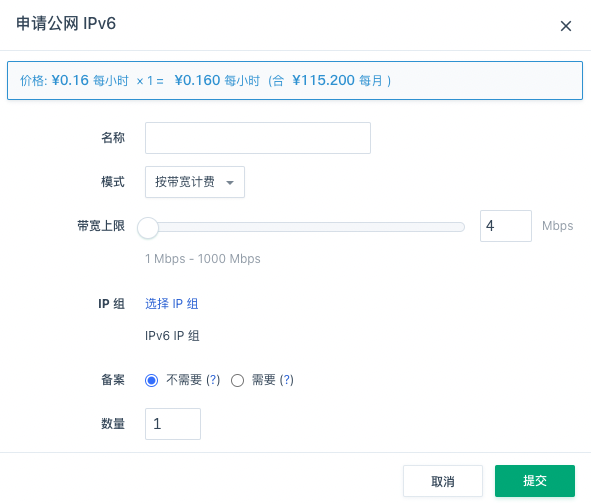 申请公网 IPv6
价格: ¥0.16 每小时 × 1 = ¥0.160 每小时 (合 ¥115.200 每月 )
名称
模式 按带宽计费
带宽上限 4 Mbps
1 Mbps - 1000 Mbps
IP 组 选择 IP 组
IPv6 IP 组
备案 不需要 (?) 需要 (?)
数量 1
取消 提交